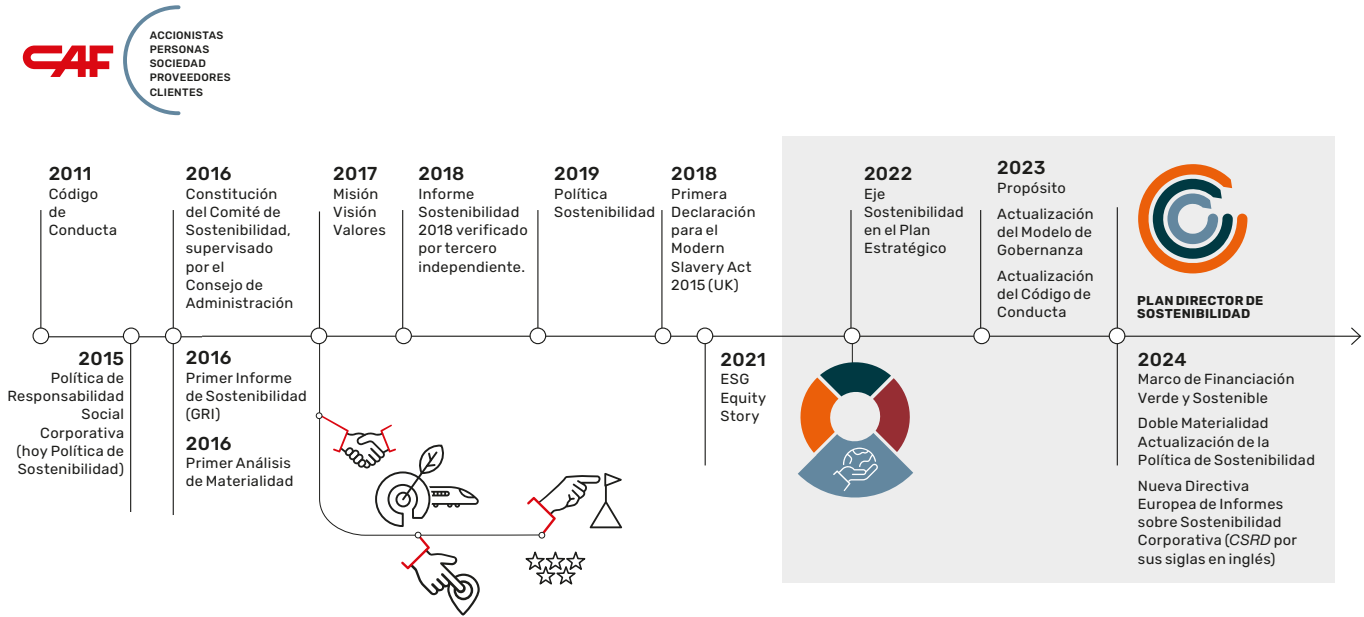 CAF
ACCIONISTAS
PERSONAS
SOCIEDAD
PROVEEDORES
CLIENTES
2011
Código
de
Conducta
2015
Política de
Responsabilidad
Social
Corporativa
(hoy Política de
Sostenibilidad)
2016
Constitución
del Comité de
Sostenibilidad,
supervisado
por el
Consejo de
Administración
2016
Primer Informe
de Sostenibilidad
(GRI)
2016
Primer Análisis
de Materialidad
2017
Misión
Visión
Valores
2018
Informe
Sostenibilidad
2018 verificado
por tercero
independiente.
2019
Política
Sostenibilidad
2018
Primera
Declaración
para el
Modern
Slavery Act
2015 (UK)
2021
ESG
Equity
Story
2022
Eje
Sostenibilidad
en el Plan
Estratégico
2023
Propósito
Actualización
del Modelo de
Gobernanza
Actualización
del Código de
Conducta
PLAN DIRECTOR DE
SOSTENIBILIDAD
2024
Marco de Financiación
Verde y Sostenible
Doble Materialidad
Actualización de la
Política de Sostenibilidad
Nueva Directiva
Europea de Informes
sobre Sostenibilidad
Corporativa (CSRD por
sus siglas en inglés)